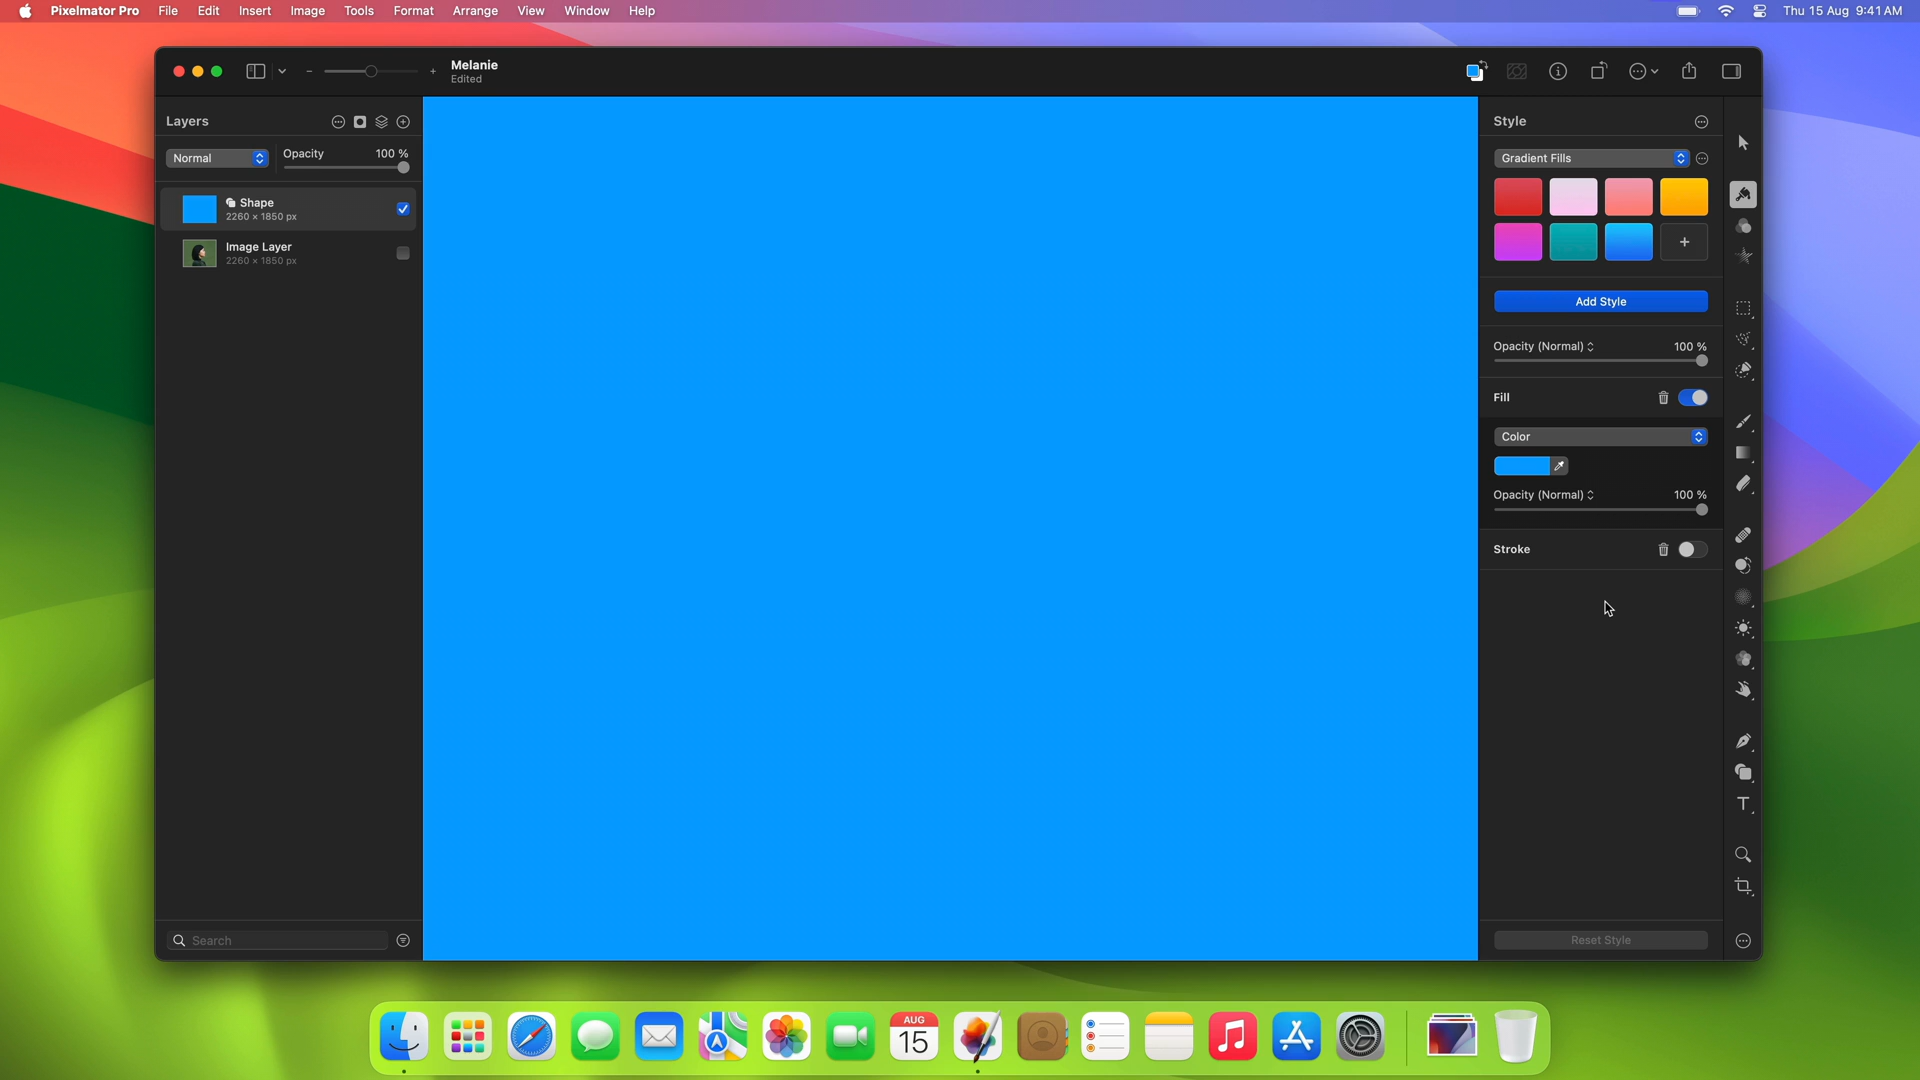 Pixelmator Pro File Edit Insert Image Tools Format Arrange View Window Help Thu 15 Aug 9:41 AM
Melanie
Edited
Layers
Normal Opacity 100 %
Shape
2260 × 1850 px
Image Layer
2260 × 1850 px
Search
Style
Gradient Fills
Add Style
Opacity (Normal) 100 %
Fill
Color
Opacity (Normal) 100 %
Stroke
Reset Style
AUG
15